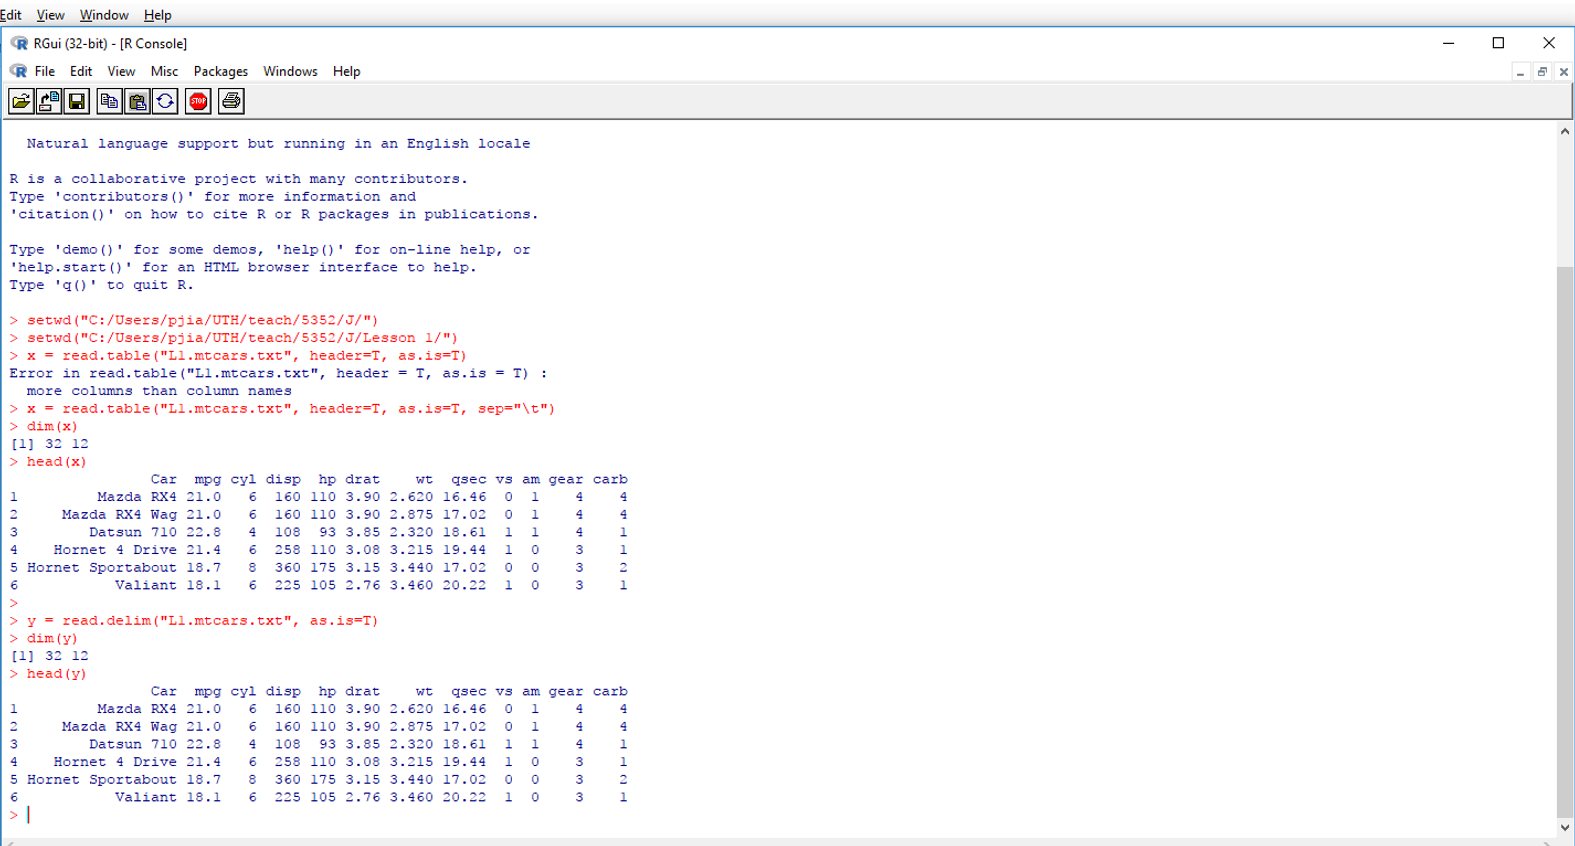 Edit View Window Help
RGui (32-bit) - [R Console]
File Edit View Misc Packages Windows Help
STOP
Natural language support but running in an English locale
R is a collaborative project with many contributors.
Type 'contributors()' for more information and
'citation()' on how to cite R or R packages in publications.
Type 'demo()' for some demos, 'help()' for on-line help, or
'help.start()' for an HTML browser interface to help.
Type 'q()' to quit R.
> setwd("C:/Users/pjia/UTH/teach/5352/J/")
> setwd("C:/Users/pjia/UTH/teach/5352/J/Lesson 1/")
> x = read.table("L1.mtcars.txt", header=T, as.is=T)
Error in read.table("L1.mtcars.txt", header = T, as.is = T) :
more columns than column names
> x = read.table("L1.mtcars.txt", header=T, as.is=T, sep="\t")
> dim(x)
[1] 32 12
> head(x)
Car mpg cyl disp hp drat wt qsec vs am gear carb
1 Mazda RX4 21.0 6 160 110 3.90 2.620 16.46 0 1 4 4
2 Mazda RX4 Wag 21.0 6 160 110 3.90 2.875 17.02 0 1 4 4
3 Datsun 710 22.8 4 108 93 3.85 2.320 18.61 1 1 4 1
4 Hornet 4 Drive 21.4 6 258 110 3.08 3.215 19.44 1 0 3 1
5 Hornet Sportabout 18.7 8 360 175 3.15 3.440 17.02 0 0 3 2
6 Valiant 18.1 6 225 105 2.76 3.460 20.22 1 0 3 1
>
> y = read.delim("L1.mtcars.txt", as.is=T)
> dim(y)
[1] 32 12
> head(y)
Car mpg cyl disp hp drat wt qsec vs am gear carb
1 Mazda RX4 21.0 6 160 110 3.90 2.620 16.46 0 1 4 4
2 Mazda RX4 Wag 21.0 6 160 110 3.90 2.875 17.02 0 1 4 4
3 Datsun 710 22.8 4 108 93 3.85 2.320 18.61 1 1 4 1
4 Hornet 4 Drive 21.4 6 258 110 3.08 3.215 19.44 1 0 3 1
5 Hornet Sportabout 18.7 8 360 175 3.15 3.440 17.02 0 0 3 2
6 Valiant 18.1 6 225 105 2.76 3.460 20.22 1 0 3 1
>